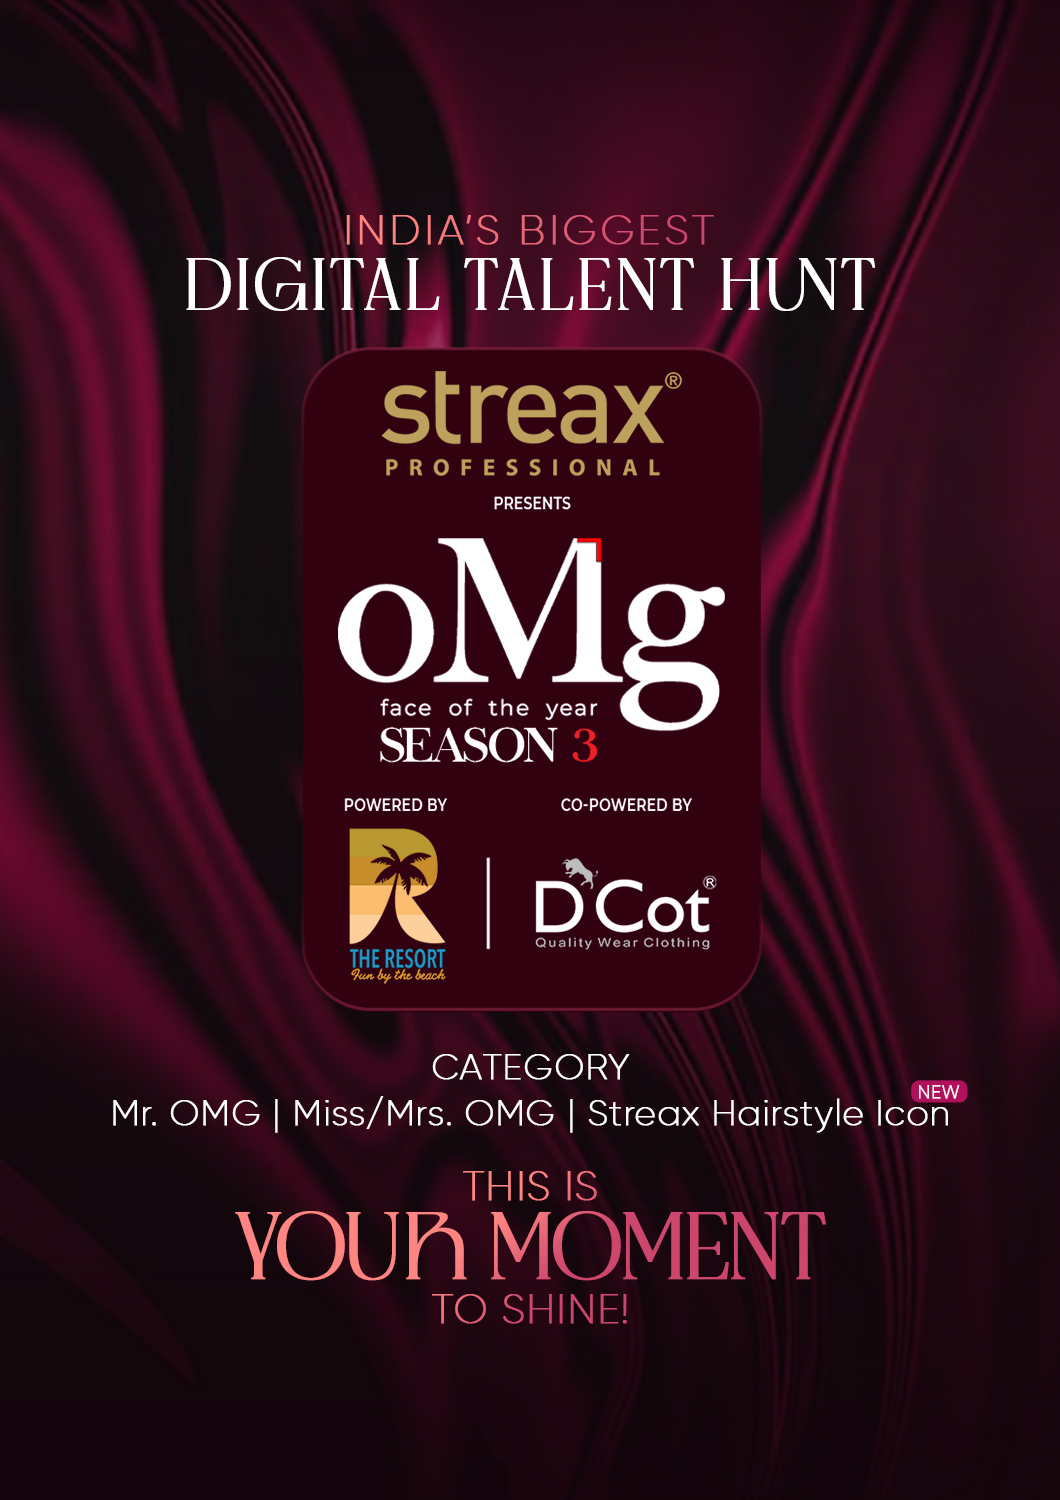 INDIA'S BIGGEST
DIGITAL TALENT HUNT
streax®
PROFESSIONAL
PRESENTS
oMg
face of the year
SEASON 3
POWERED BY
CO-POWERED BY
R
THE RESORT
Fun by the beach
D'Cot®
Quality Wear Clothing
CATEGORY
NEW
Mr. OMG | Miss/Mrs. OMG | Streax Hairstyle Icon
THIS IS
YOUR MOMENT
TO SHINE!